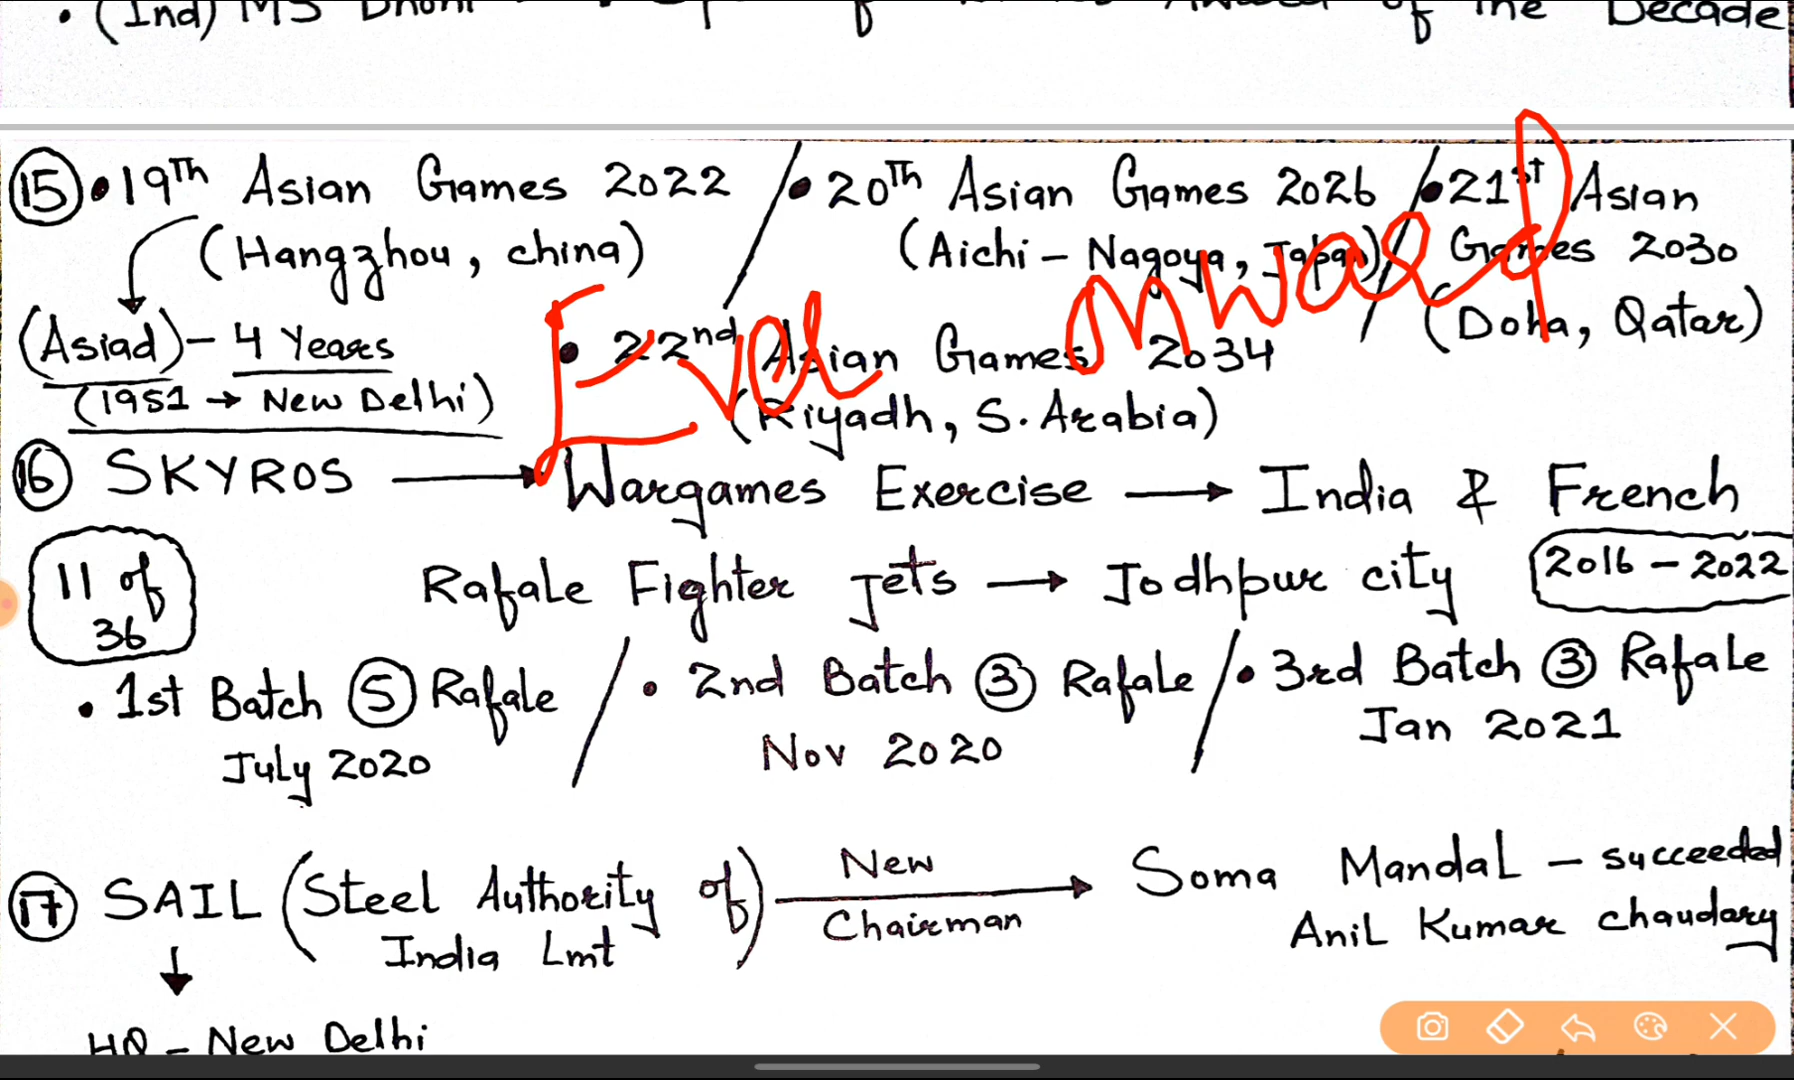 • (Ind) MS Dhoni of the Decade
15 • 19Th Asian Games 2022 / • 20Th Asian Games 2026 / • 21st Asian
(Hangzhou, china) (Aichi - Nagoya, Japan) Games 2030
(Asiad) - 4 Years • 22nd Asian Games 2034 (Doha, Qatar)
(1951 → New Delhi) (Riyadh, S. Arabia)
16 SKYROS → Wargames Exercise → India & French
11 of Rafale Fighter Jets → Jodhpur city 2016 - 2022
36
• 1st Batch 5 Rafale / • 2nd Batch 3 Rafale / • 3rd Batch 3 Rafale
July 2020 Nov 2020 Jan 2021
17 SAIL (Steel Authority of) New Soma Mandal - succeeded
India Lmt Chairman Anil Kumar chaudary
↓
HQ - New Delhi